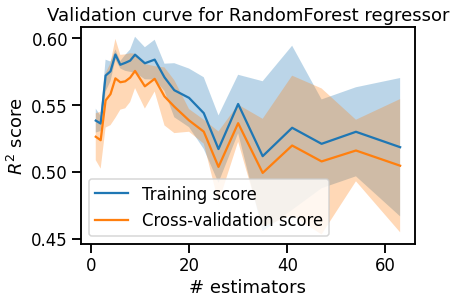 Validation curve for RandomForest regressor
0.60
0.55
0.50
0.45
R² score
Training score
Cross-validation score
0
20
40
60
# estimators